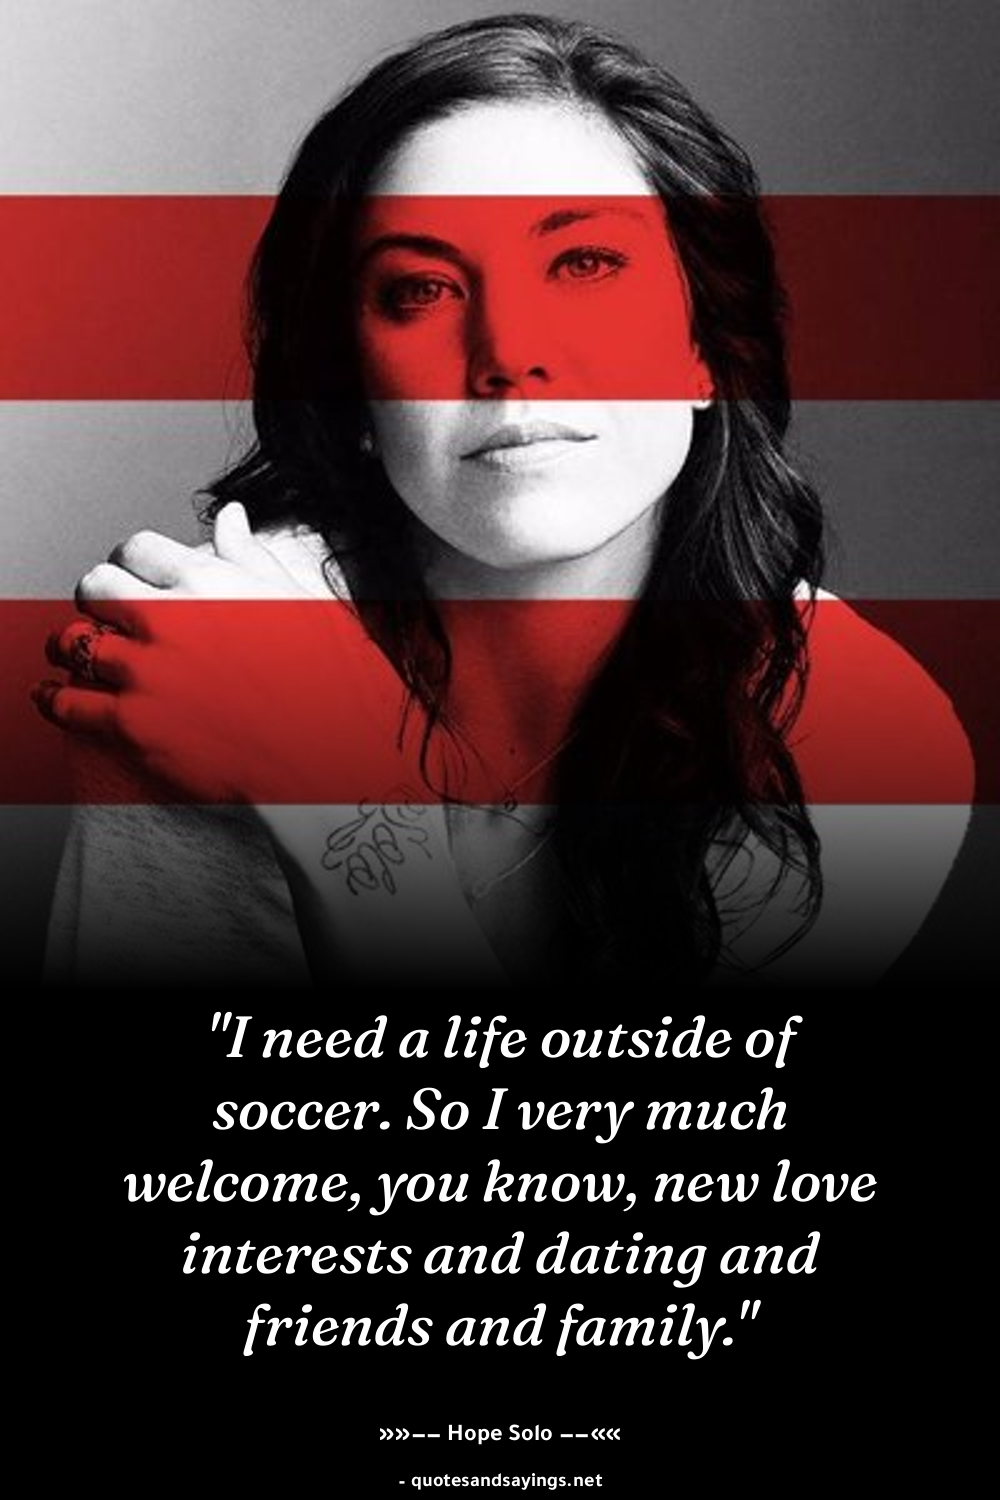 "I need a life outside of
soccer. So I very much
welcome, you know, new love
interests and dating and
friends and family."
»»-- Hope Solo --««
- quotesandsayings.net